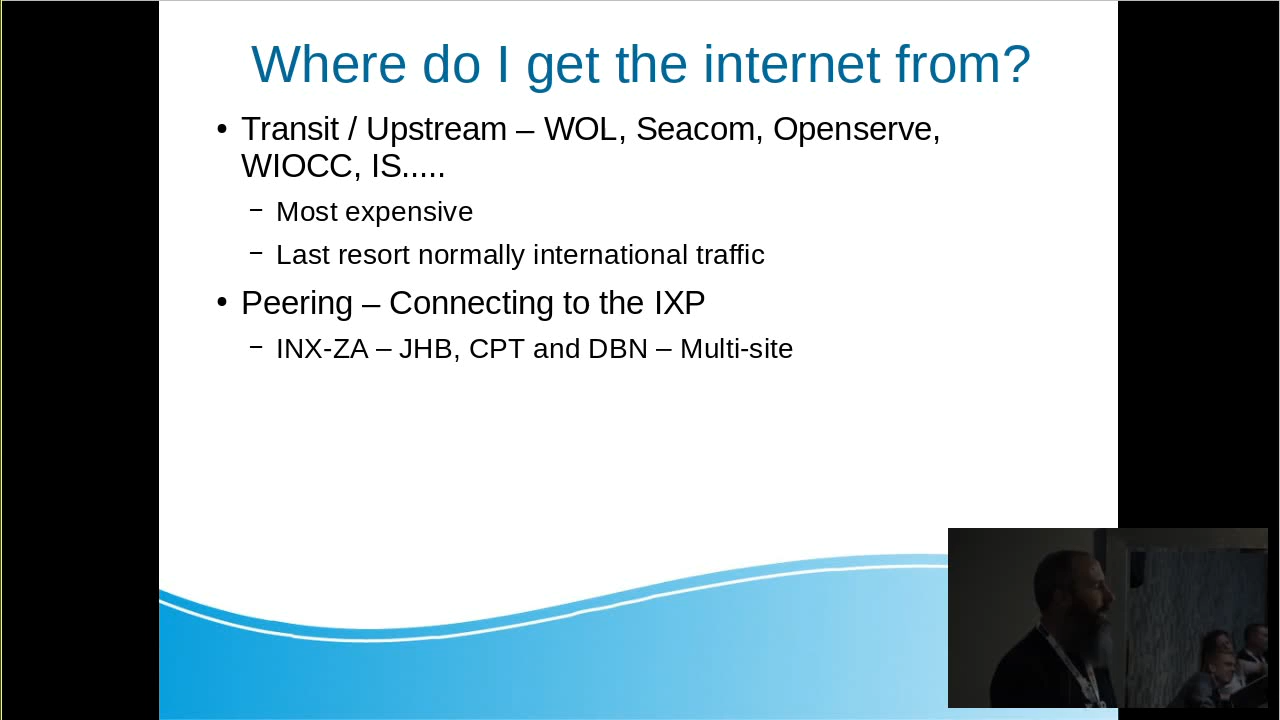 Where do I get the internet from?
• Transit / Upstream – WOL, Seacom, Openserve,
WIOCC, IS.....
– Most expensive
– Last resort normally international traffic
• Peering – Connecting to the IXP
– INX-ZA – JHB, CPT and DBN – Multi-site